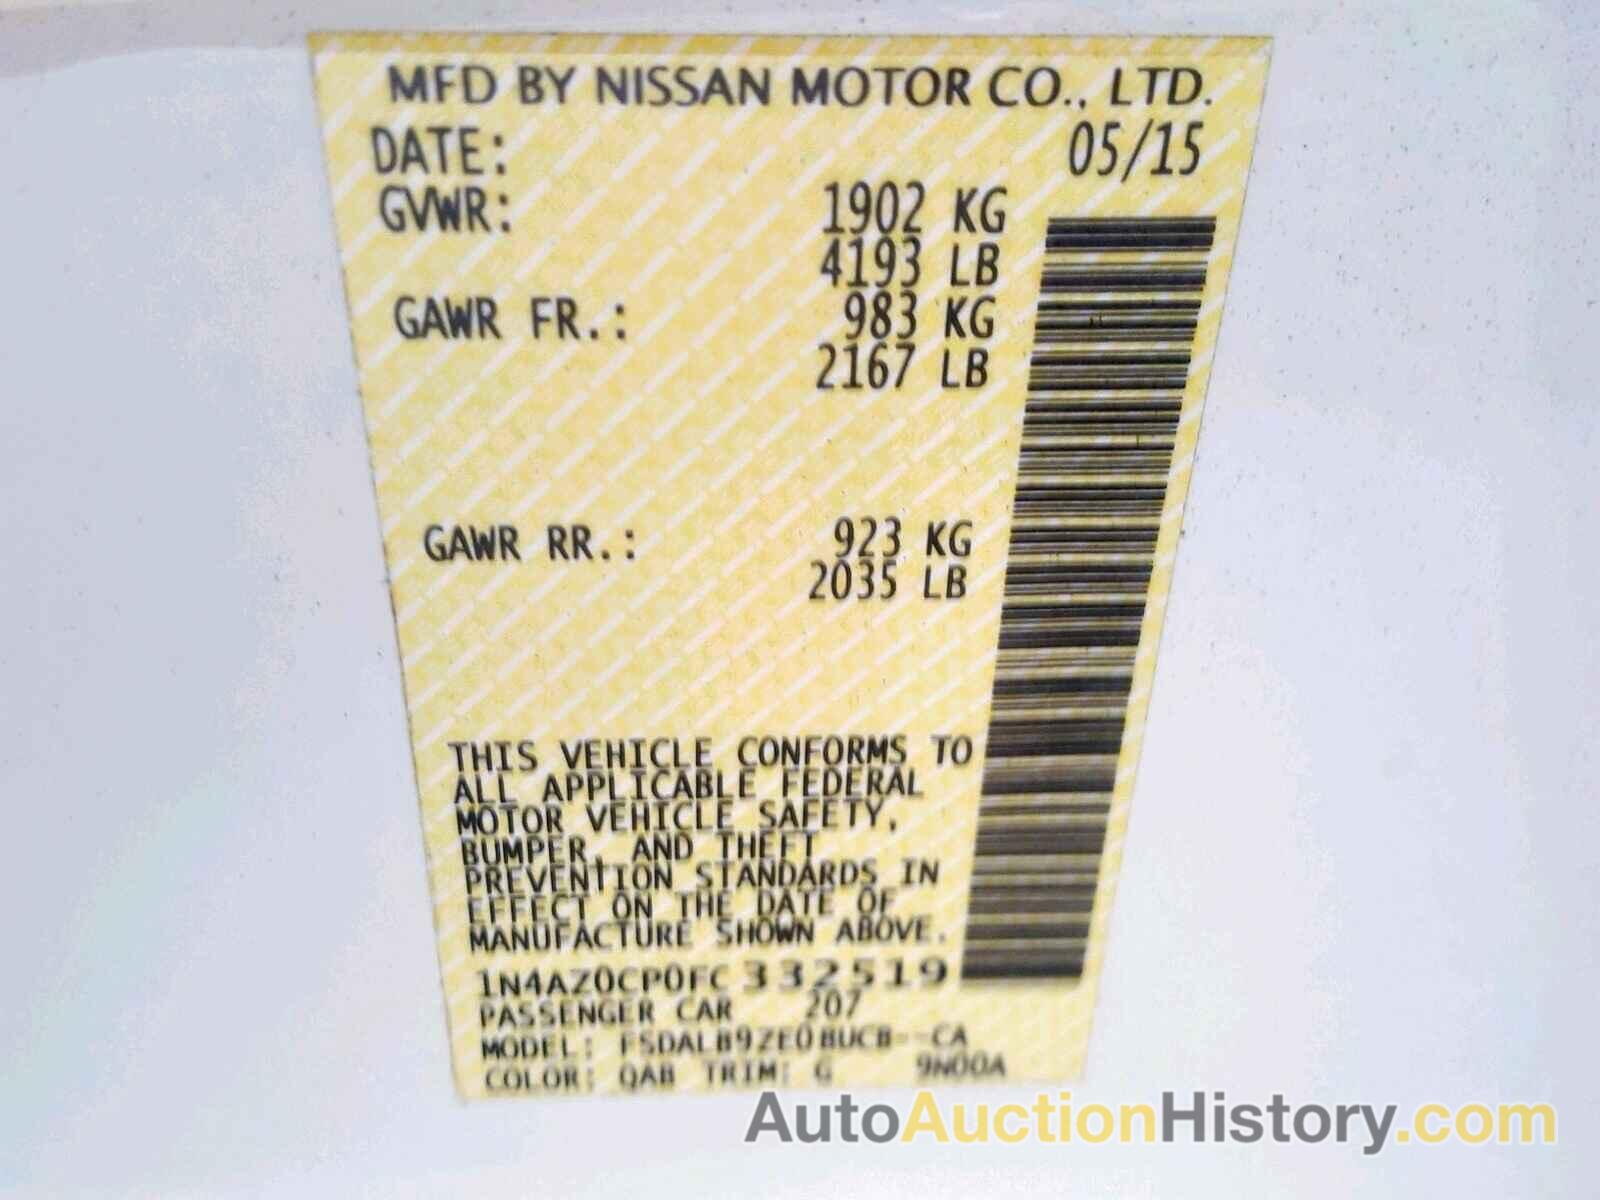 MFD BY NISSAN MOTOR CO., LTD.
DATE: 05/15
GVWR: 1902 KG
4193 LB
GAWR FR.: 983 KG
2167 LB
GAWR RR.: 923 KG
2035 LB
THIS VEHICLE CONFORMS TO
ALL APPLICABLE FEDERAL
MOTOR VEHICLE SAFETY,
BUMPER, AND THEFT
PREVENTION STANDARDS IN
EFFECT ON THE DATE OF
MANUFACTURE SHOWN ABOVE.
1N4AZ0CP0FC332519
PASSENGER CAR 207
MODEL: FSDALB9ZE0BUCB--CA
COLOR: QAB TRIM: G 9N00A
AutoAuctionHistory.com